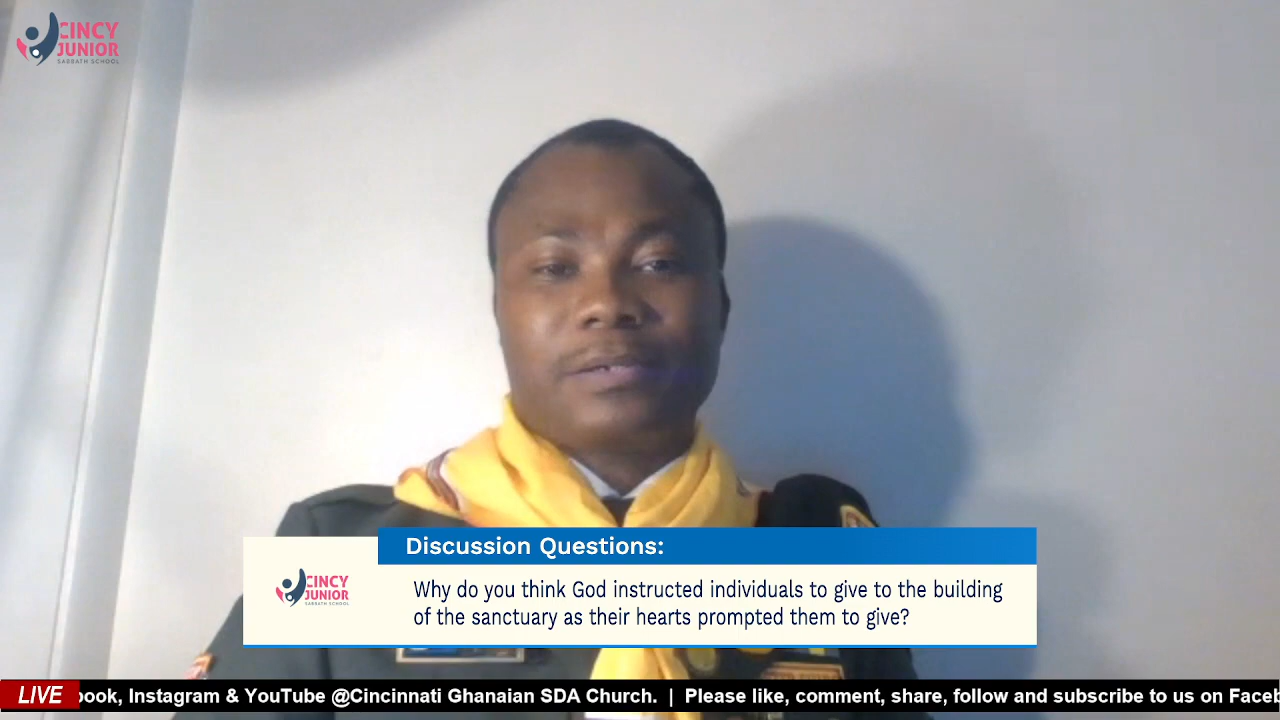 CINCY
JUNIOR
SABBATH SCHOOL
Discussion Questions:
CINCY
JUNIOR
SABBATH SCHOOL
Why do you think God instructed individuals to give to the building
of the sanctuary as their hearts prompted them to give?
LIVE
book, Instagram & YouTube @Cincinnati Ghanaian SDA Church. | Please like, comment, share, follow and subscribe to us on Faceb